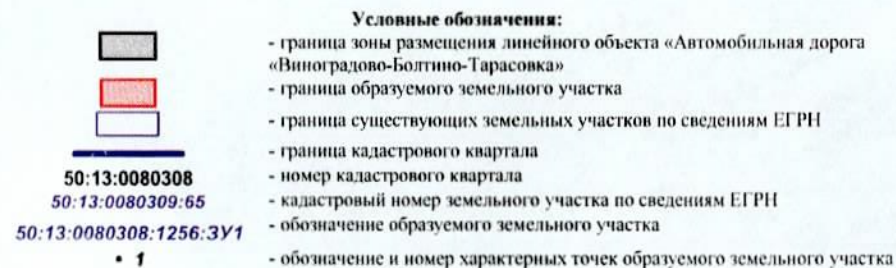 Условные обозначения:
- граница зоны размещения линейного объекта «Автомобильная дорога
«Виноградово-Болтино-Тарасовка»
- граница образуемого земельного участка
- граница существующих земельных участков по сведениям ЕГРН
- граница кадастрового квартала
50:13:0080308 - номер кадастрового квартала
50:13:0080309:65 - кадастровый номер земельного участка по сведениям ЕГРН
50:13:0080308:1256:ЗУ1 - обозначение образуемого земельного участка
• 1 - обозначение и номер характерных точек образуемого земельного участка